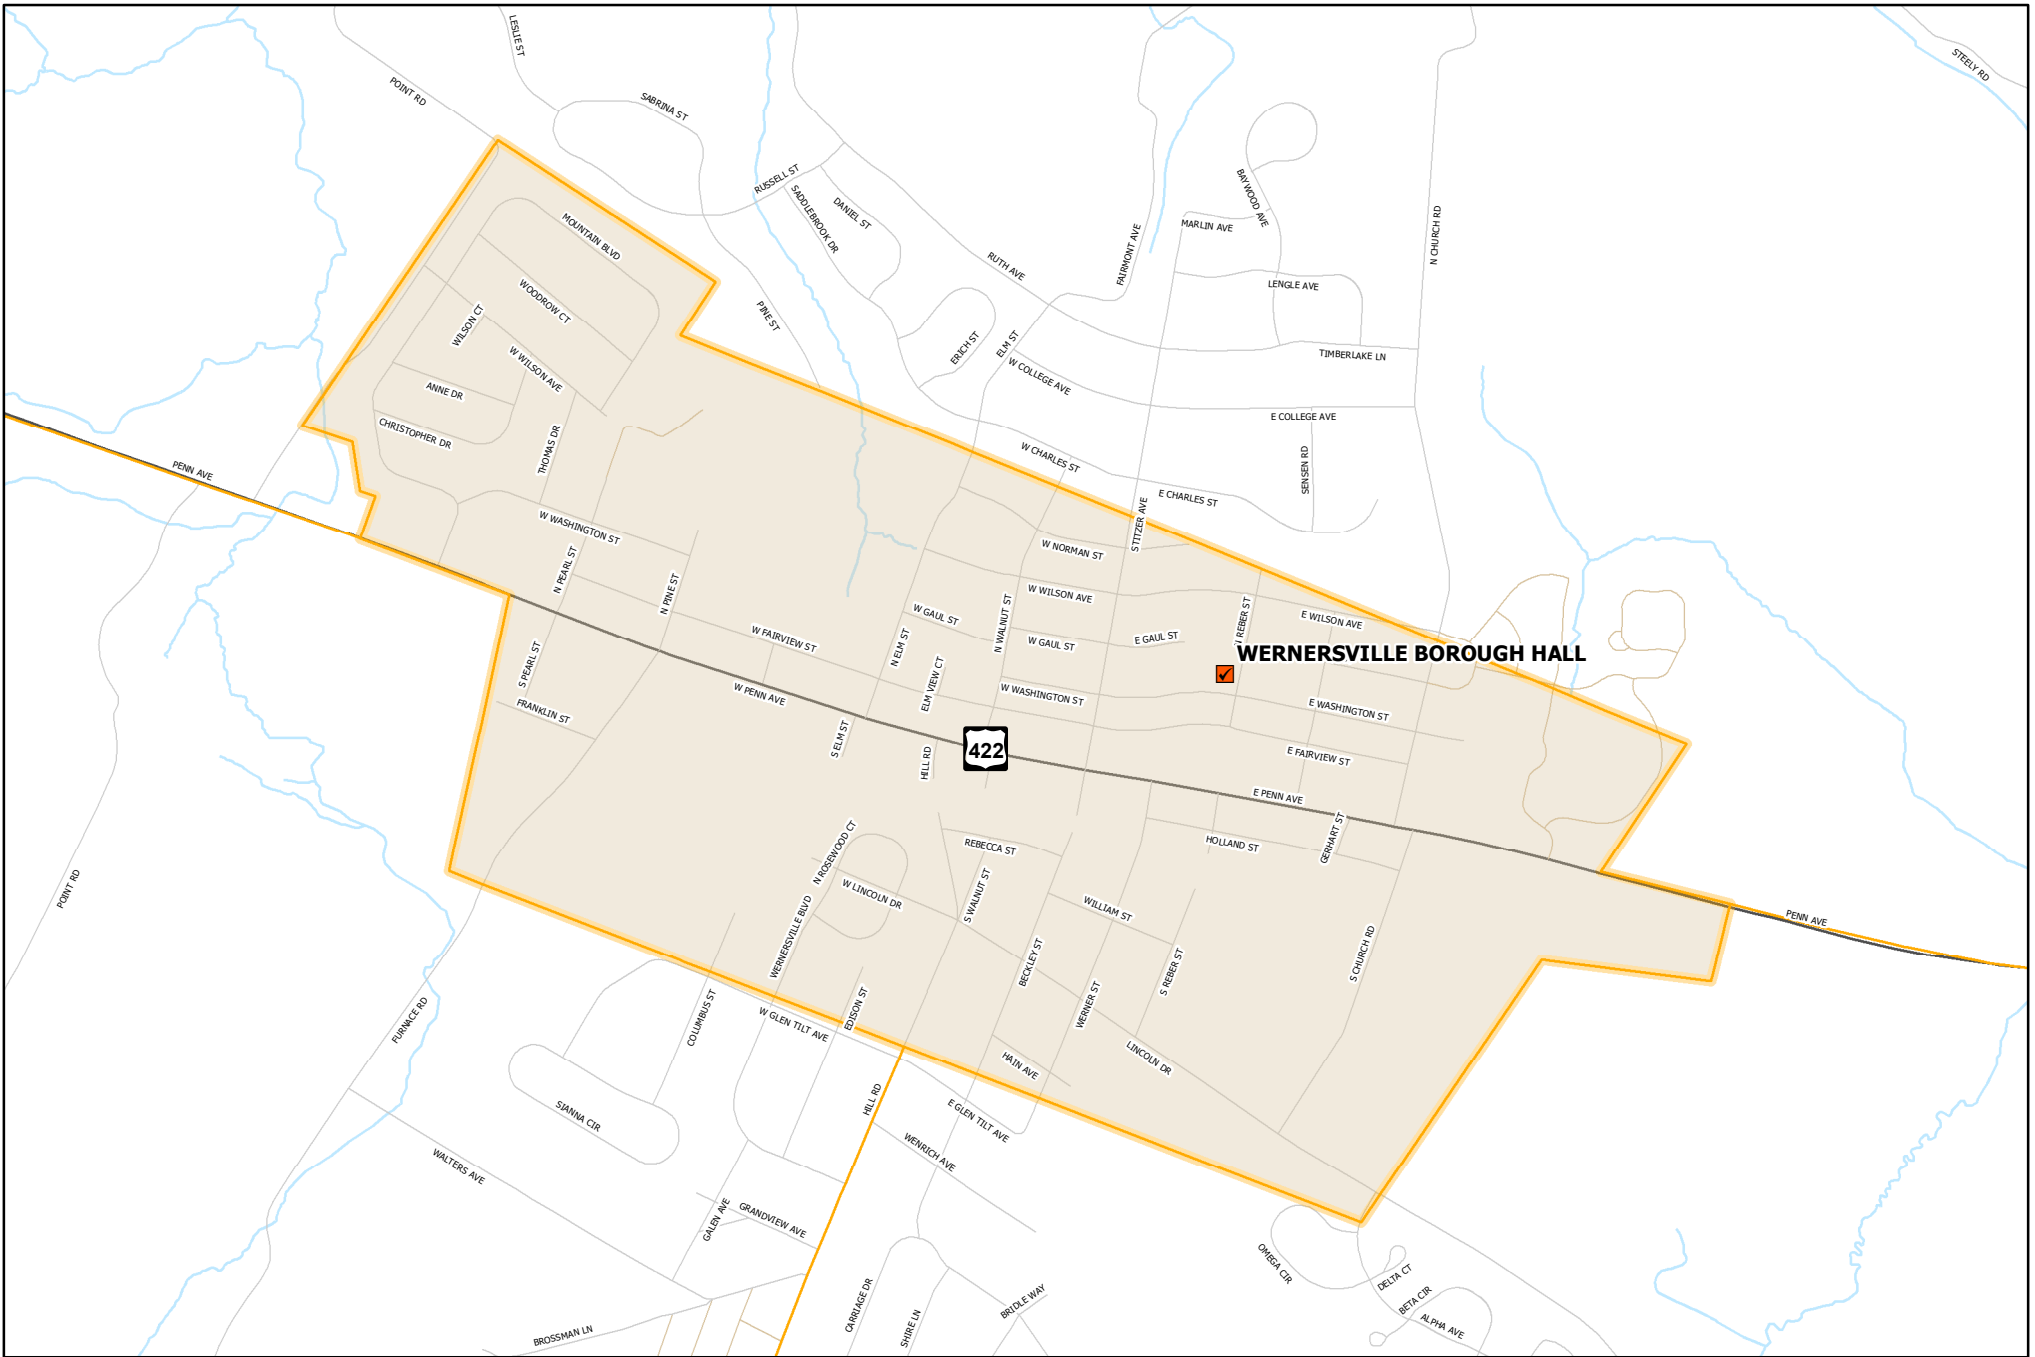 LESLIE ST
STEELY RD
POINT RD
SABRINA ST
RUSSELL ST
SADDLEBROOK DR
DANIEL ST
BAYWOOD AVE
MARLIN AVE
N CHURCH RD
MOUNTAIN BLVD
FAIRMONT AVE
RUTH AVE
LENGLE AVE
WOODROW CT
WILSON CT
PINE ST
ERICH ST
ELM ST
TIMBERLAKE LN
W WILSON AVE
W COLLEGE AVE
ANNE DR
E COLLEGE AVE
CHRISTOPHER DR
THOMAS DR
W CHARLES ST
SENSEN RD
PENN AVE
E CHARLES ST
W WASHINGTON ST
STITZER AVE
W NORMAN ST
N PEARL ST
N PINE ST
W WILSON AVE
W GAUL ST
N WALNUT ST
N REBER ST
E WILSON AVE
W FAIRVIEW ST
N ELM ST
W GAUL ST
E GAUL ST
WERNERSVILLE BOROUGH HALL
S PEARL ST
ELM VIEW CT
W PENN AVE
W WASHINGTON ST
E WASHINGTON ST
FRANKLIN ST
S ELM ST
HILL RD
422
E FAIRVIEW ST
E PENN AVE
N ROSEWOOD CT
REBECCA ST
HOLLAND ST
GERHART ST
POINT RD
W LINCOLN DR
S WALNUT ST
WILLIAM ST
PENN AVE
WERNERSVILLE BLVD
BECKLEY ST
S REBER ST
S CHURCH RD
FURNACE RD
COLUMBUS ST
W GLEN TILT AVE
EDISON ST
WERNER ST
HAIN AVE
LINCOLN DR
SIANNA CIR
HILL RD
E GLEN TILT AVE
WALTERS AVE
WENRICH AVE
GALEN AVE
GRANDVIEW AVE
OMEGA CIR
DELTA CT
CARRIAGE DR
SHIRE LN
BRIDLE WAY
BETA CIR
ALPHA AVE
BROSSMAN LN